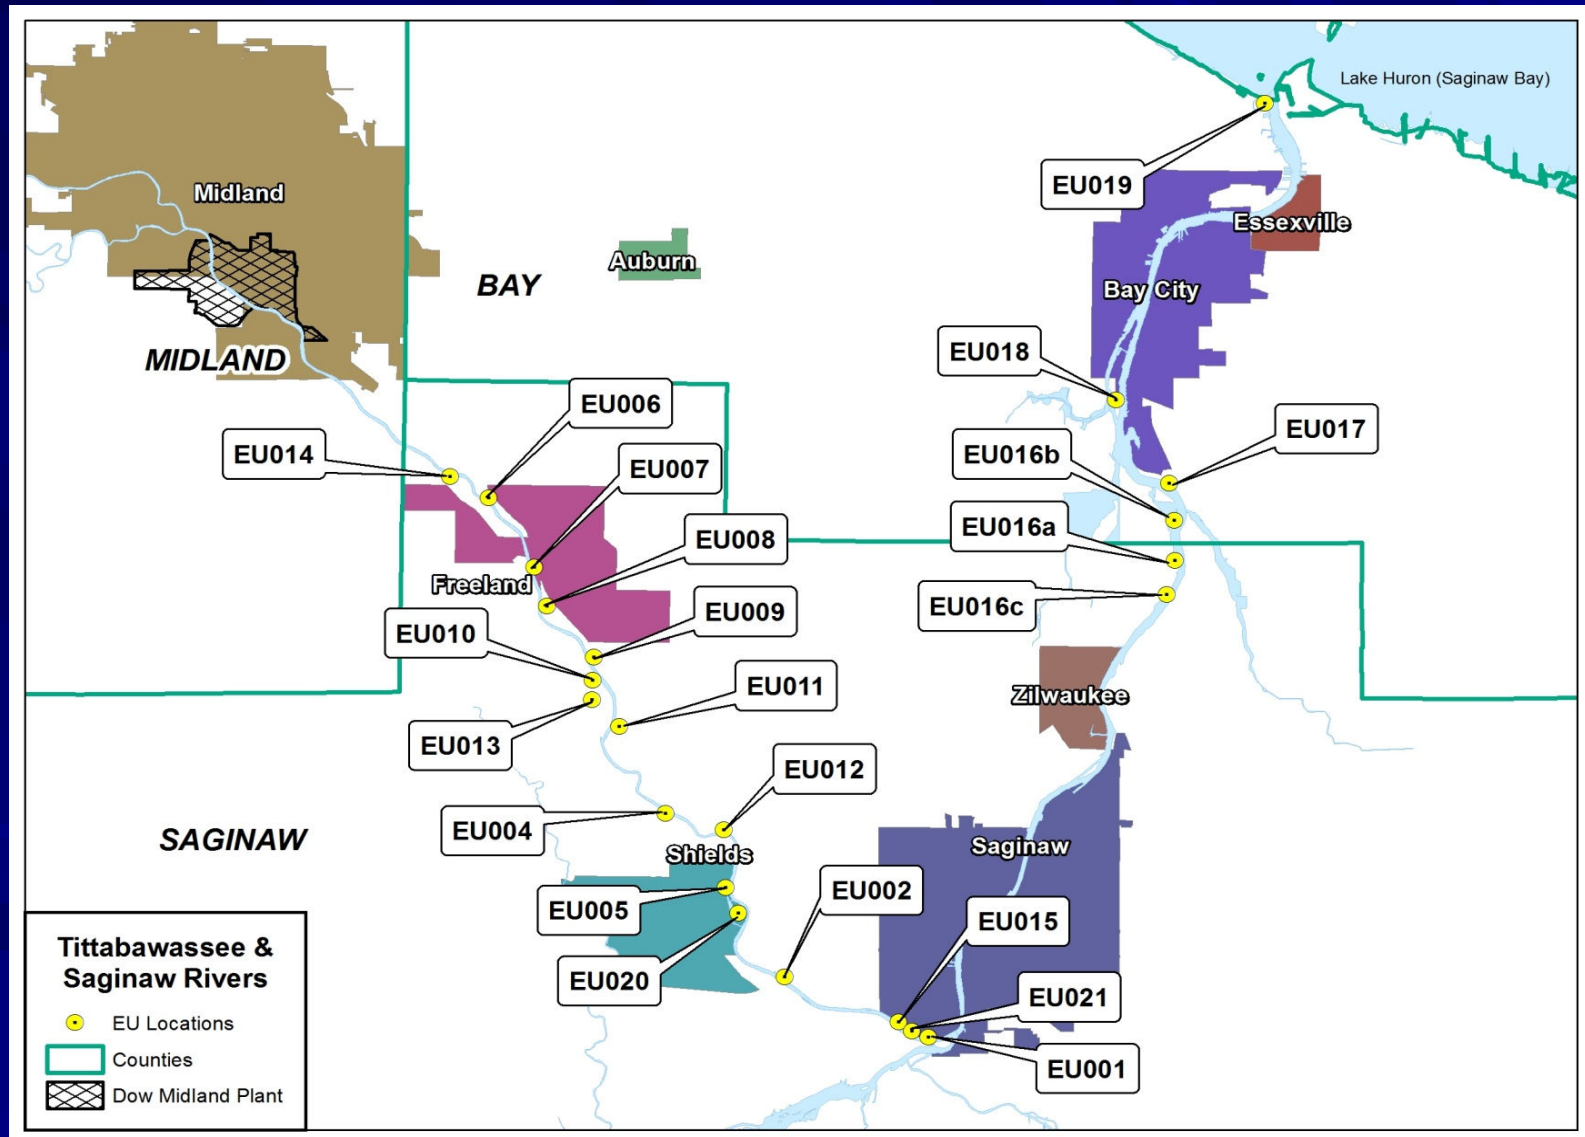 Lake Huron (Saginaw Bay)
EU019
Midland
Essexville
Auburn
BAY
Bay City
MIDLAND
EU018
EU006
EU017
EU014
EU016b
EU007
EU016a
EU008
Freeland
EU016c
EU009
EU010
EU011
Zilwaukee
EU013
EU012
EU004
SAGINAW
Saginaw
Shields
EU002
EU005
EU015
EU020
EU021
EU001
Tittabawassee &
Saginaw Rivers
EU Locations
Counties
Dow Midland Plant